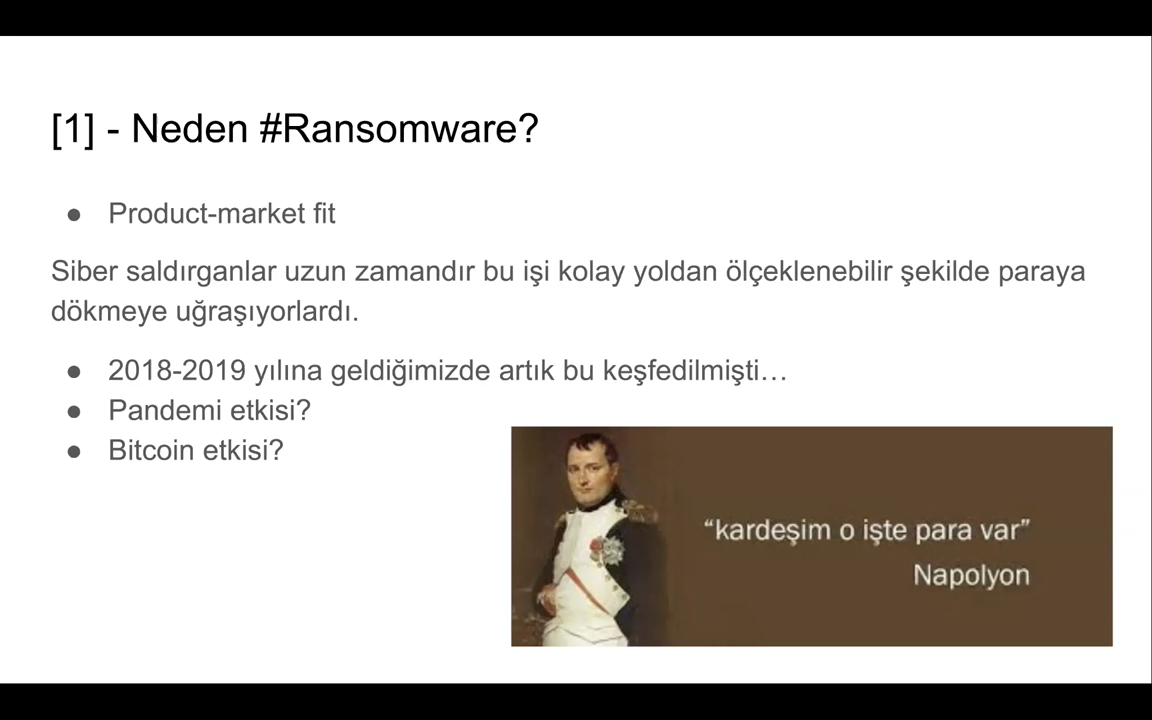 [1] - Neden #Ransomware?
● Product-market fit
Siber saldırganlar uzun zamandır bu işi kolay yoldan ölçeklenebilir şekilde paraya
dökmeye uğraşıyorlardı.
● 2018-2019 yılına geldiğimizde artık bu keşfedilmişti…
● Pandemi etkisi?
● Bitcoin etkisi?
“kardeşim o işte para var”
Napolyon